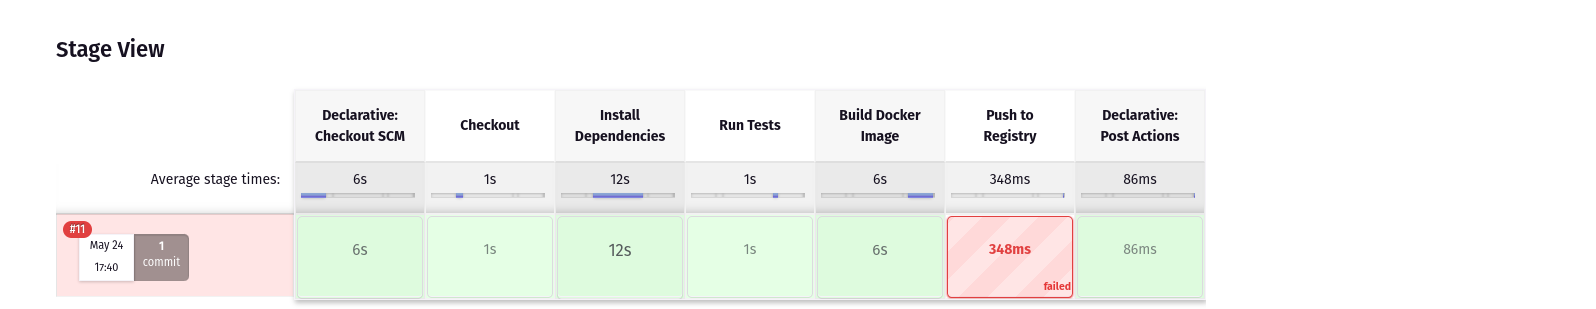 Stage View
Declarative:
Checkout SCM
Checkout
Install
Dependencies
Run Tests
Build Docker
Image
Push to
Registry
Declarative:
Post Actions
Average stage times:
6s
1s
12s
1s
6s
348ms
86ms
#11
May 24
17:40
1
commit
6s
1s
12s
1s
6s
348ms
failed
86ms